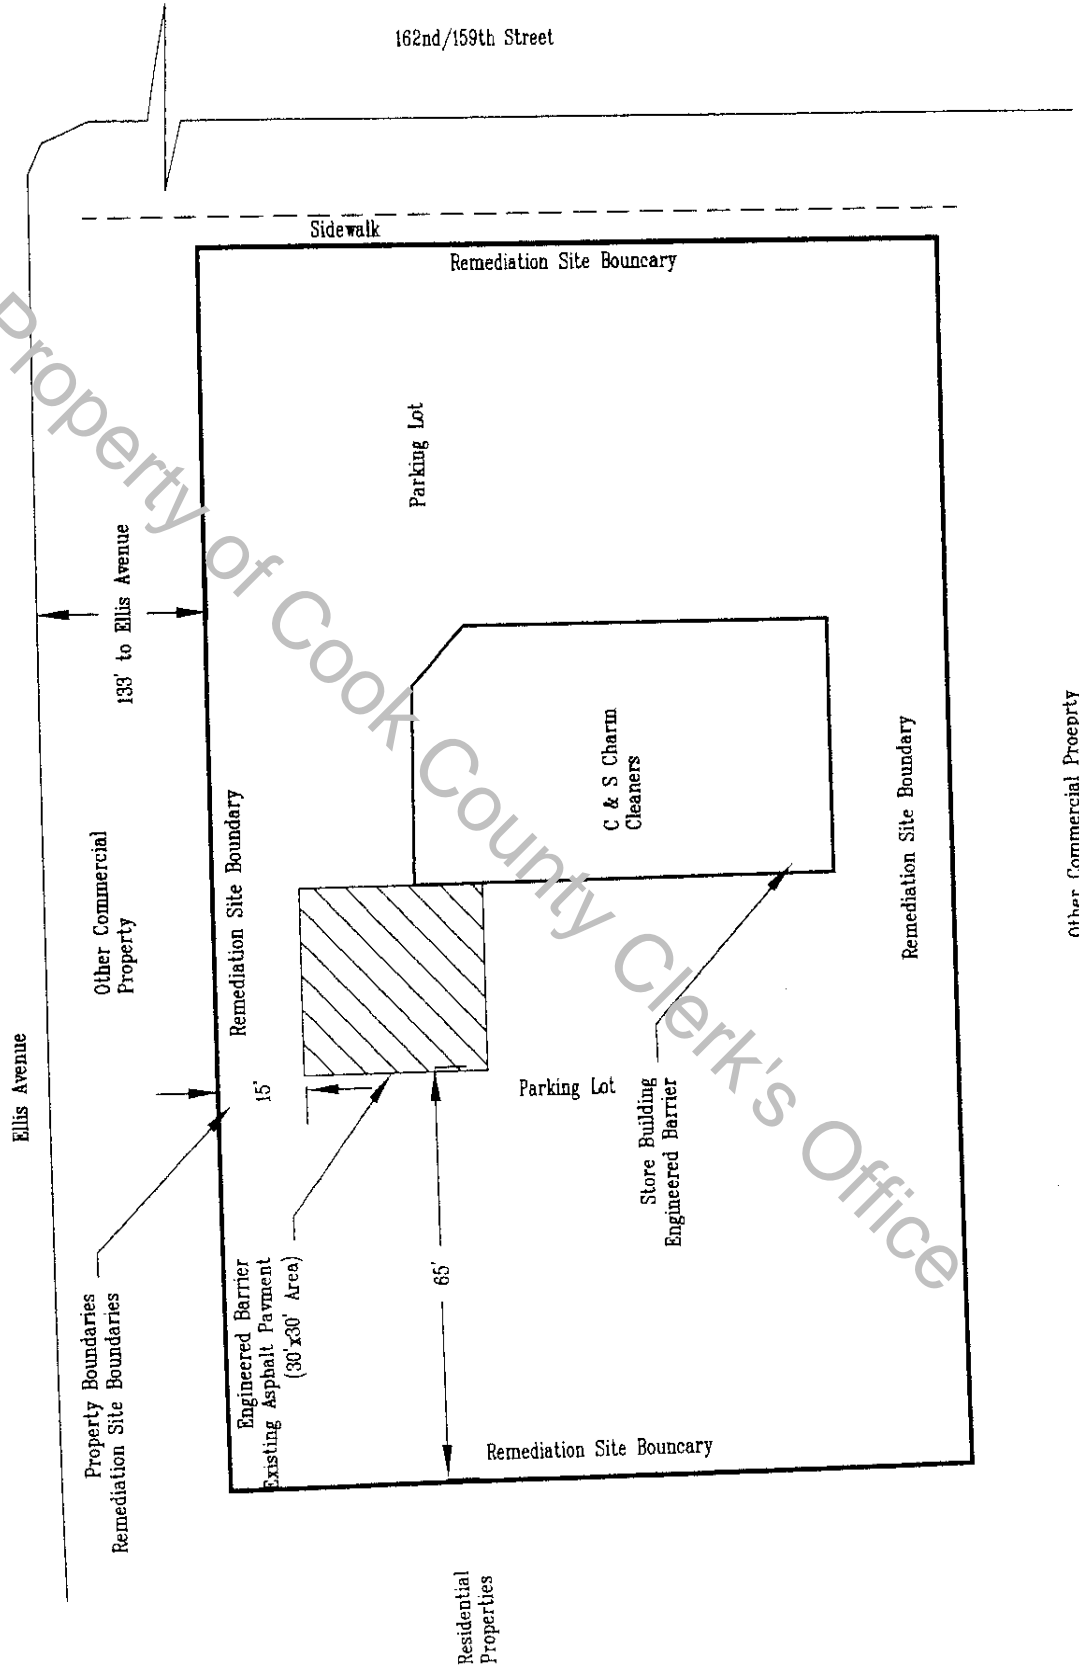 162nd/159th Street
Sidewalk
Remediation Site Bouncary
Parking Lot
133' to Ellis Avenue
Other Commercial
Property
Ellis Avenue
Remediation Site Boundary
C & S Charm
Cleaners
Remediation Site Boundary
Other Commercial Proeprty
15'
Parking Lot
Store Building
Engineered Barrier
Property Boundaries
Remediation Site Boundaries
Engineered Barrier
Existing Asphalt Pavment
(30'x30' Area)
65'
Remediation Site Bouncary
Residential
Properties
Property of Cook County Clerk's Office